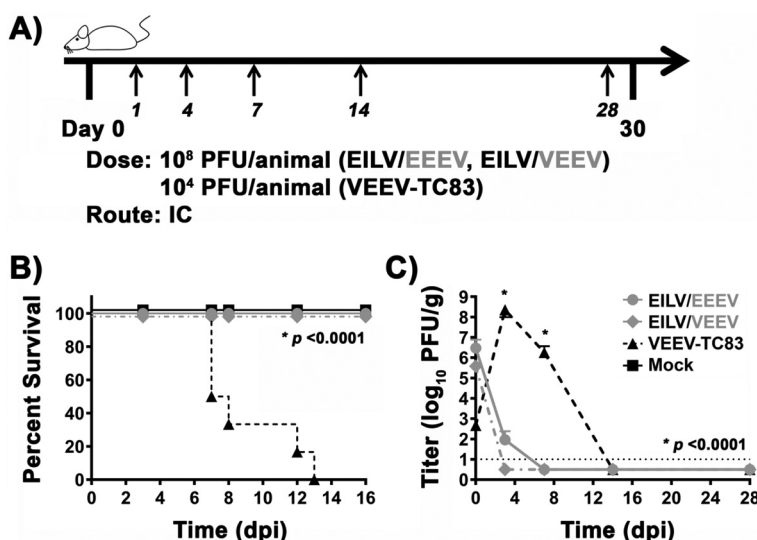 A)
1 4 7 14 28
Day 0 30
Dose: 10⁸ PFU/animal (EILV/EEEV, EILV/VEEV)
10⁴ PFU/animal (VEEV-TC83)
Route: IC
B)
Percent Survival
100
80
60
40
20
0
* p <0.0001
0 2 4 6 8 10 12 14 16
Time (dpi)
C)
Titer (log₁₀ PFU/g)
9
8
7
6
5
4
3
2
1
0
* *
EILV/EEEV
EILV/VEEV
VEEV-TC83
Mock
* p <0.0001
0 4 8 12 16 20 24 28
Time (dpi)